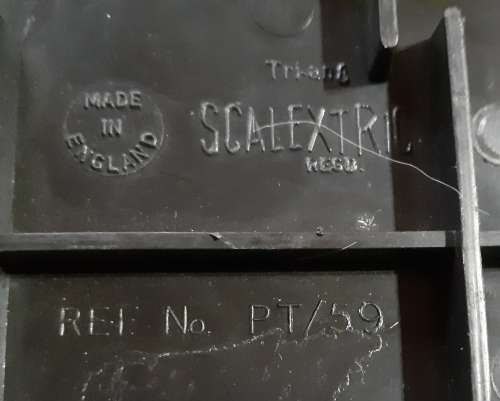 Tri-ang
MADE
IN
ENGLAND
SCALEXTRIC
REGD.
REF No. PT/59